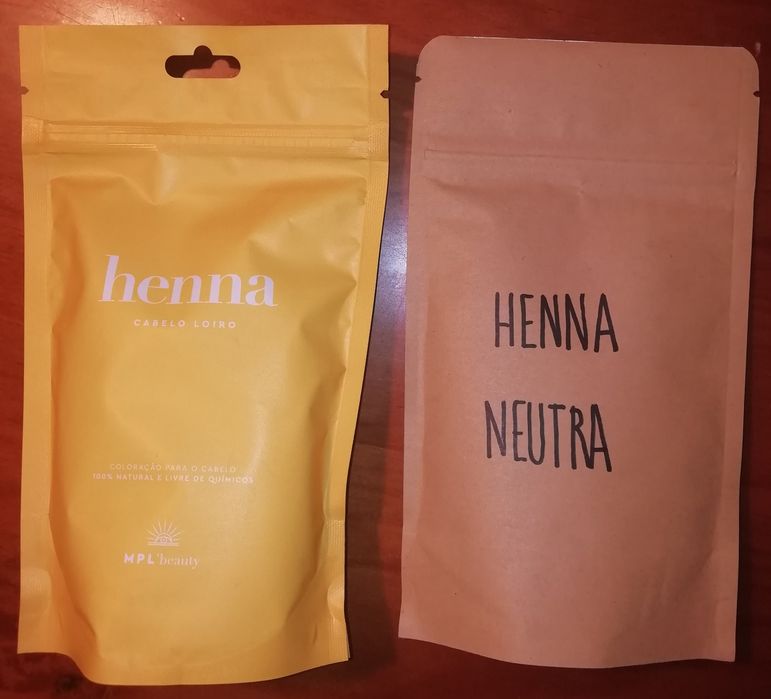 henna
CABELO LOIRO
COLORAÇÃO PARA O CABELO
100% NATURAL E LIVRE DE QUÍMICOS
MPL'beauty
HENNA
NEUTRA